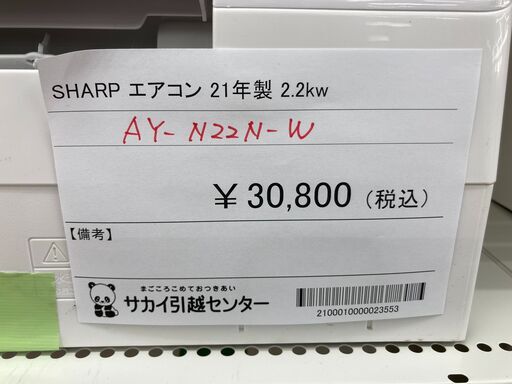 SHARP エアコン 21年製 2.2kw
AY-N22N-W
￥30,800（税込）
【備考】
まごころこめておつきあい
サカイ引越センター
2100010000023553